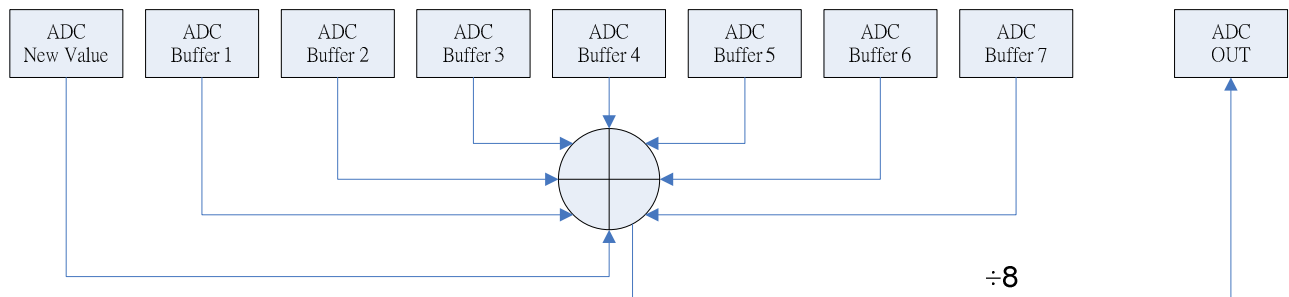 ADC
New Value
ADC
Buffer 1
ADC
Buffer 2
ADC
Buffer 3
ADC
Buffer 4
ADC
Buffer 5
ADC
Buffer 6
ADC
Buffer 7
ADC
OUT
÷8